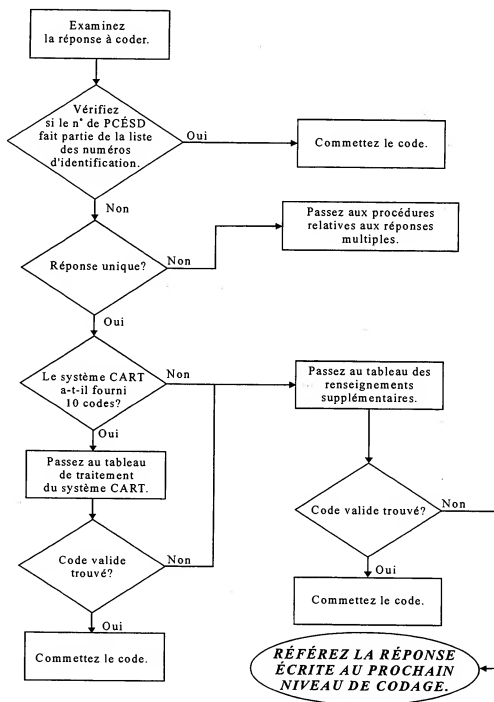 Examinez
la réponse à coder.
Vérifiez
si le n° de PCÉSD
fait partie de la liste
des numéros
d'identification.
Oui
Commettez le code.
Non
Passez aux procédures
relatives aux réponses
multiples.
Réponse unique?
Non
Oui
Le système CART
a-t-il fourni
10 codes?
Non
Passez au tableau des
renseignements
supplémentaires.
Oui
Passez au tableau
de traitement
du système CART.
Code valide trouvé?
Non
Code valide
trouvé?
Non
Oui
Commettez le code.
Oui
Commettez le code.
RÉFÉREZ LA RÉPONSE
ÉCRITE AU PROCHAIN
NIVEAU DE CODAGE.